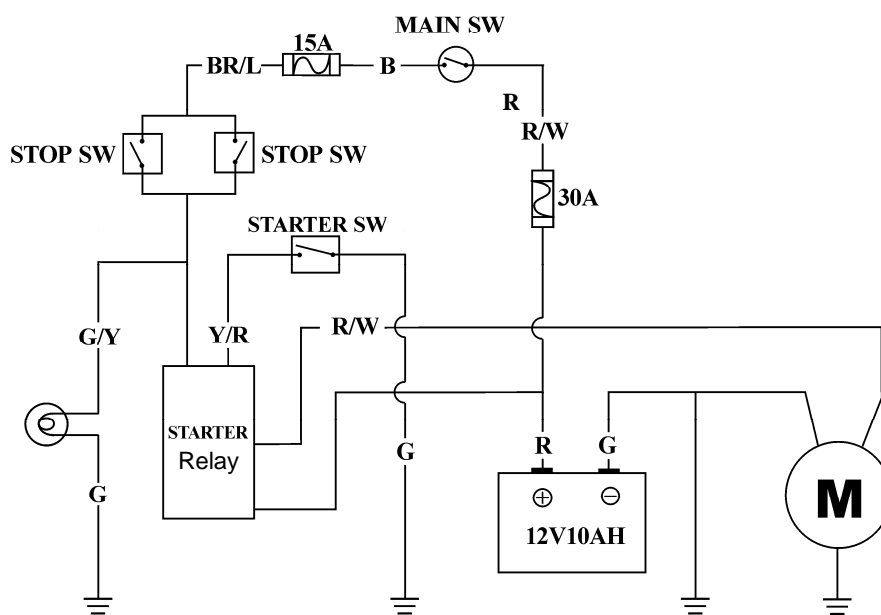 MAIN SW
15A
BR/L
B
R
R/W
STOP SW
STOP SW
30A
STARTER SW
G/Y
Y/R
R/W
STARTER
Relay
G
G
R
G
M
12V10AH